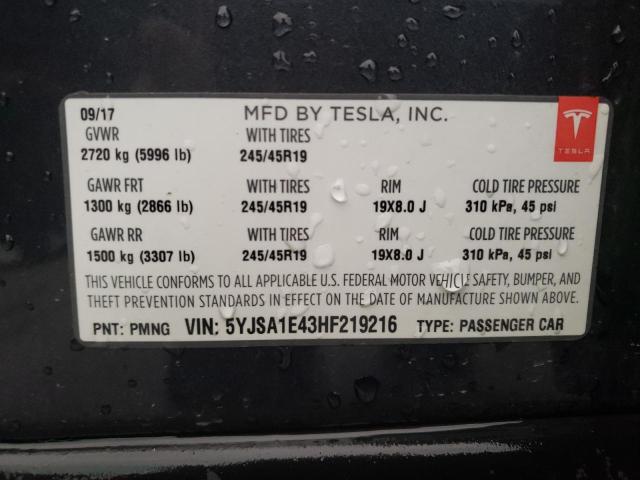 09/17 MFD BY TESLA, INC.
GVWR WITH TIRES
2720 kg (5996 lb) 245/45R19
TESLA
GAWR FRT WITH TIRES RIM COLD TIRE PRESSURE
1300 kg (2866 lb) 245/45R19 19X8.0 J 310 kPa, 45 psi
GAWR RR WITH TIRES RIM COLD TIRE PRESSURE
1500 kg (3307 lb) 245/45R19 19X8.0 J 310 kPa, 45 psi
THIS VEHICLE CONFORMS TO ALL APPLICABLE U.S. FEDERAL MOTOR VEHICLE SAFETY, BUMPER, AND
THEFT PREVENTION STANDARDS IN EFFECT ON THE DATE OF MANUFACTURE SHOWN ABOVE.
PNT: PMNG VIN: 5YJSA1E43HF219216 TYPE: PASSENGER CAR